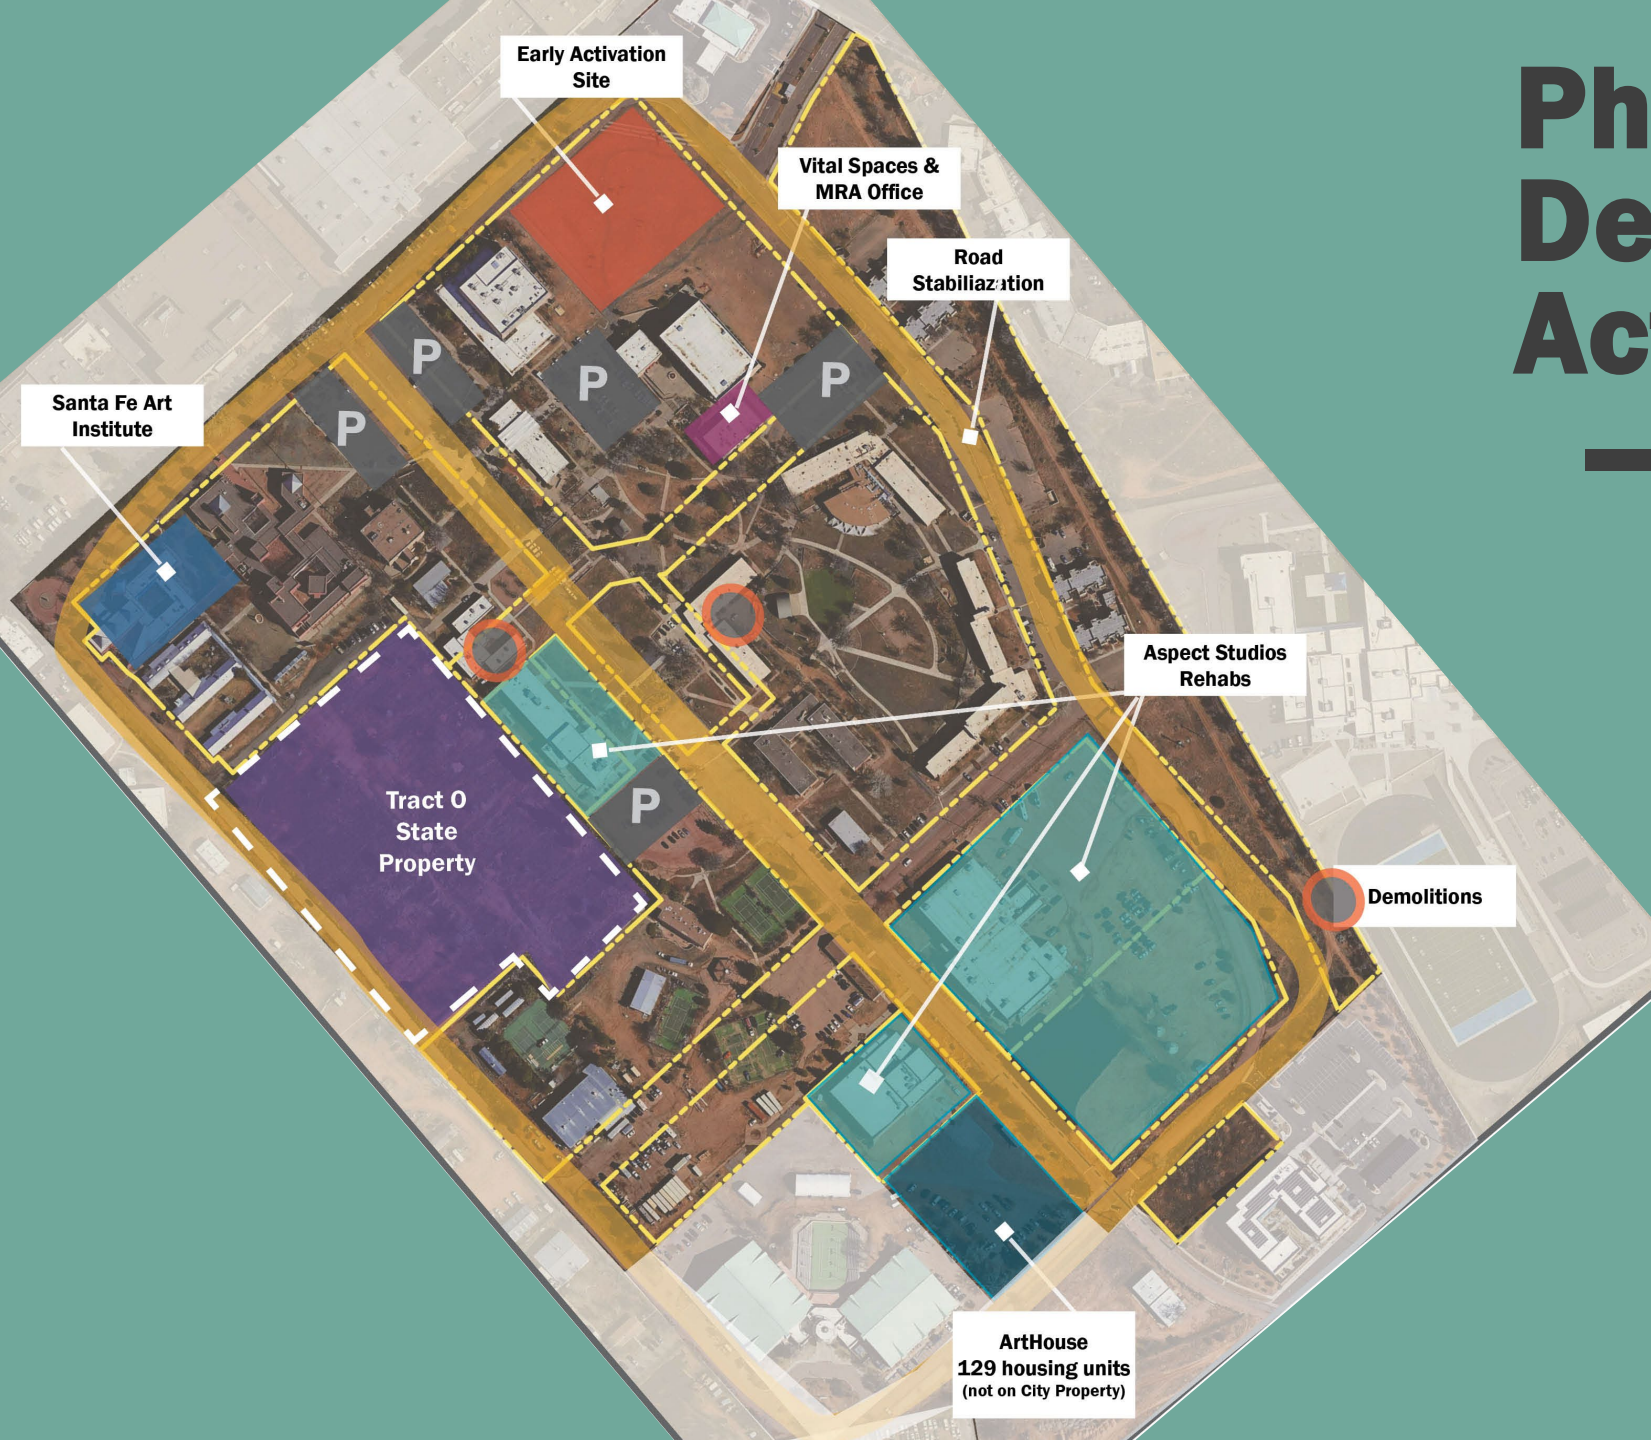 Early Activation
Site
Vital Spaces &
MRA Office
Road
Stabiliazation
Santa Fe Art
Institute
P
P
P
P
Aspect Studios
Rehabs
Tract O
State
Property
P
Demolitions
ArtHouse
129 housing units
(not on City Property)
Ph
De
Ac